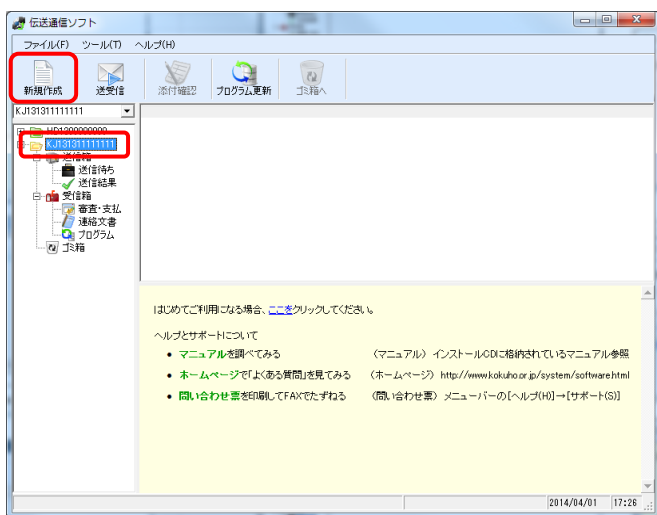 伝送通信ソフト
ファイル(F) ツール(T) ヘルプ(H)
新規作成 送受信 添付確認 プログラム更新 ゴミ箱へ
KJ131311111111
KJ131311111111
送信箱
送信待ち
送信結果
受信箱
審査・支払
連絡文書
プログラム
ゴミ箱
はじめてご利用になる場合、ここをクリックしてください。
ヘルプとサポートについて
• マニュアルを調べてみる (マニュアル) インストールCDに格納されているマニュアル参照
• ホームページで「よくある質問」を見てみる (ホームページ) http://www.kokuho.or.jp/system/software.html
•問い合わせ票を印刷してFAXでたずねる (問い合わせ票) メニューバーの[ヘルプ(H)]→[サポート(S)]
2014/04/01 17:26